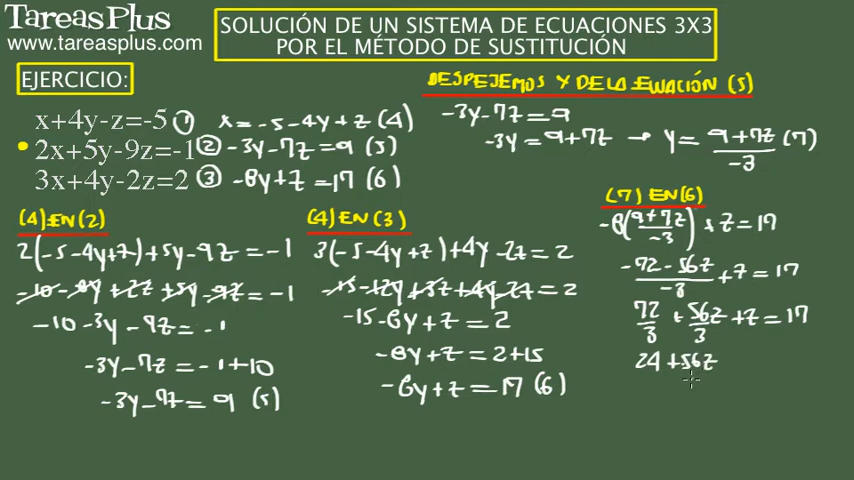 TareasPlus
www.tareasplus.com
SOLUCIÓN DE UN SISTEMA DE ECUACIONES 3X3
POR EL MÉTODO DE SUSTITUCIÓN
EJERCICIO:
x+4y-z=-5 ① x=-5-4y+z (4)
2x+5y-9z=-1 ② -3y-7z=9 (5)
3x+4y-2z=2 ③ -8y+z=17 (6)
DESPEJEMOS Y DE LA EWACIÓN (5)
-3y-7z=9
-3y=9+7z → y=9+7z/-3 (7)
(4) EN (2)
2(-5-4y+z)+5y-9z=-1
-10-8y+2z+5y-9z=-1
-10-3y-7z=-1
-3y-7z=-1+10
-3y-7z=9 (5)
(4) EN (3)
3(-5-4y+z)+4y-2z=2
-15-12y+3z+4y-2z=2
-15-8y+z=2
-8y+z=2+15
-8y+z=17 (6)
(7) EN (6)
-8(9+7z/-3)+z=17
-72-56z/-3+z=17
72/3+56z/3+z=17
24+56z